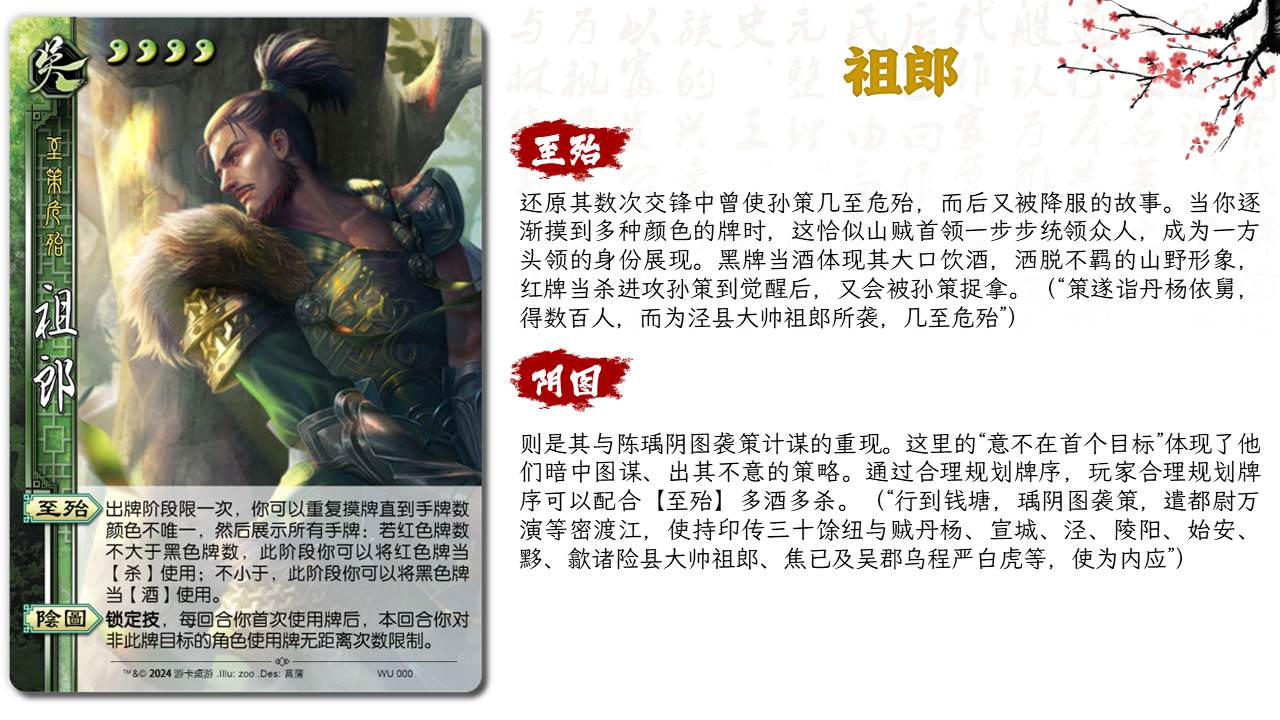 吴
至策危殆
祖郎
至殆
出牌阶段限一次，你可以重复摸牌直到手牌数
颜色不唯一，然后展示所有手牌：若红色牌数
不大于黑色牌数，此阶段你可以将红色牌当
【杀】使用；不小于，此阶段你可以将黑色牌
当【酒】使用。
陰圖
锁定技，每回合你首次使用牌后，本回合你对
非此牌目标的角色使用牌无距离次数限制。
™&© 2024 游卡桌游 .Illu: zoo .Des: 菖蒲
WU 000
祖郎
至殆
还原其数次交锋中曾使孙策几至危殆，而后又被降服的故事。当你逐
渐摸到多种颜色的牌时，这恰似山贼首领一步步统领众人，成为一方
头领的身份展现。黑牌当酒体现其大口饮酒，洒脱不羁的山野形象，
红牌当杀进攻孙策到觉醒后，又会被孙策捉拿。（“策遂诣丹杨依舅，
得数百人，而为泾县大帅祖郎所袭，几至危殆”）
阴图
则是其与陈瑀阴图袭策计谋的重现。这里的“意不在首个目标”体现了他
们暗中图谋、出其不意的策略。通过合理规划牌序，玩家合理规划牌
序可以配合【至殆】多酒多杀。（“行到钱塘，瑀阴图袭策，遣都尉万
演等密渡江，使持印传三十馀纽与贼丹杨、宣城、泾、陵阳、始安、
黟、歙诸险县大帅祖郎、焦已及吴郡乌程严白虎等，使为内应”）